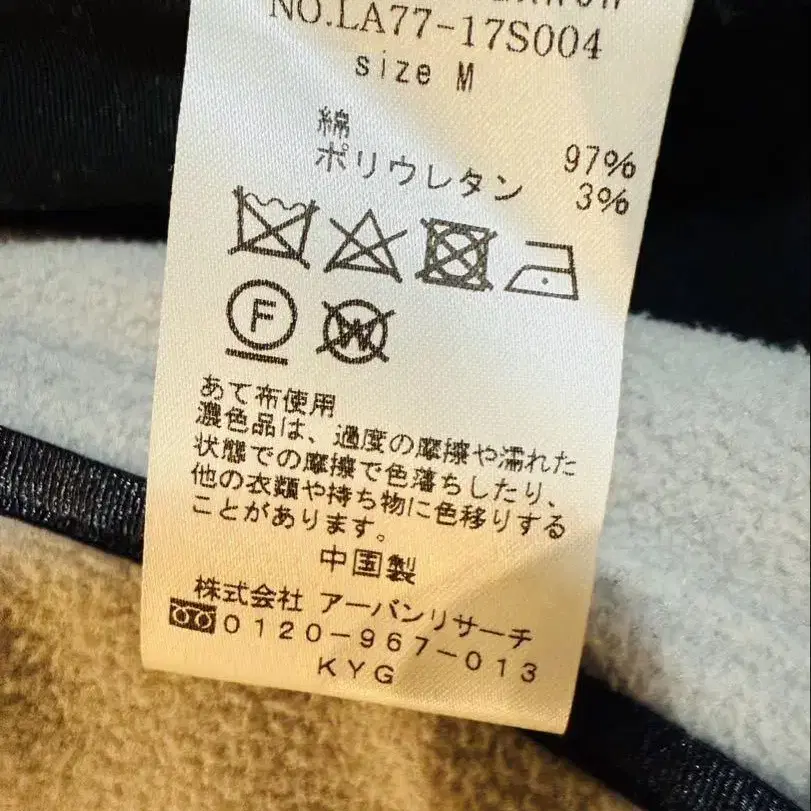 NO.LA77-17S004
size M
綿 97%
ポリウレタン 3%
F W
あて布使用
濃色品は、過度の摩擦や濡れた
状態での摩擦で色落ちしたり、
他の衣類や持ち物に色移りする
ことがあります。
中国製
株式会社 アーバンリサーチ
0120-967-013
KYG